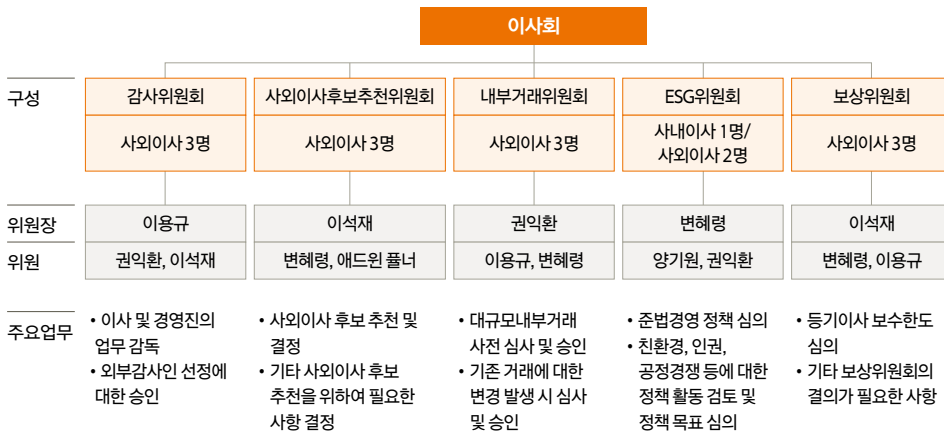 이사회
구성
감사위원회
사외이사 3명
사외이사후보추천위원회
사외이사 3명
내부거래위원회
사외이사 3명
ESG위원회
사내이사 1명/
사외이사 2명
보상위원회
사외이사 3명
위원장
이용규
이석재
권익환
변혜령
이석재
위원
권익환, 이석재
변혜령, 애드윈 퓰너
이용규, 변혜령
양기원, 권익환
변혜령, 이용규
주요업무
• 이사 및 경영진의
업무 감독
• 외부감사인 선정에
대한 승인
• 사외이사 후보 추천 및
결정
• 기타 사외이사 후보
추천을 위하여 필요한
사항 결정
• 대규모내부거래
사전 심사 및 승인
• 기존 거래에 대한
변경 발생 시 심사
및 승인
• 준법경영 정책 심의
• 친환경, 인권,
공정경쟁 등에 대한
정책 활동 검토 및
정책 목표 심의
• 등기이사 보수한도
심의
• 기타 보상위원회의
결의가 필요한 사항